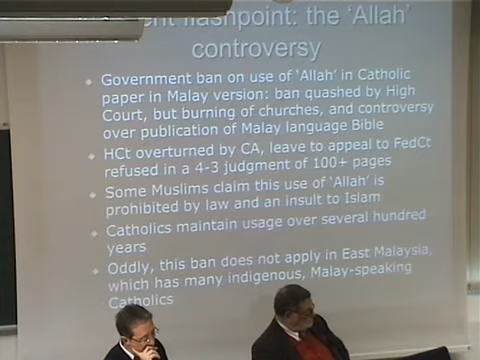 flashpoint: the 'Allah'
controversy
Government ban on use of 'Allah' in Catholic
paper in Malay version: ban quashed by High
Court, but burning of churches, and controversy
over publication of Malay language Bible
HCt overturned by CA, leave to appeal to FedCt
refused in a 4-3 judgment of 100+ pages
Some Muslims claim this use of 'Allah' is
prohibited by law and an insult to Islam
Catholics maintain usage over several hundred
years
Oddly, this ban does not apply in East Malaysia,
which has many indigenous, Malay-speaking
Catholics